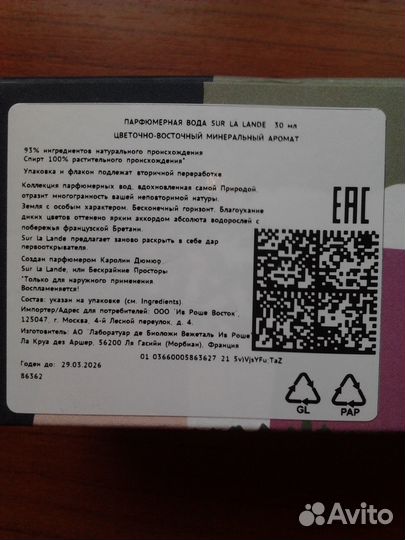 ПАРФЮМЕРНАЯ ВОДА SUR LA LANDE 30 мл
ЦВЕТОЧНО-ВОСТОЧНЫЙ МИНЕРАЛЬНЫЙ АРОМАТ
93% ингредиентов натурального происхождения
Спирт 100% растительного происхождения*
Упаковка и флакон подлежат вторичной переработке
Коллекция парфюмерных вод, вдохновленная самой Природой,
отразит многогранность вашей неповторимой натуры.
Земля с особым характером. Бесконечный горизонт. Благоухание
диких цветов оттенено ярким аккордом абсолюта водорослей с
побережья французской Бретани.
Sur La Lande предлагает заново раскрыть в себе дар
первооткрывателя.
Создан парфюмером Каролин Дюмюр.
Sur La Lande, или Бескрайние Просторы
*Только для наружного применения
Воспламеняется!
Состав: указан на упаковке (см. Ingredients).
Импортер/Адрес для потребителей: ООО "Ив Роше Восток",
125047, г. Москва, 4-й Лесной переулок, д. 4.
Изготовитель: АО "Лаборатуар де Биоложи Вежеталь Ив Роше",
Ла Круа дез Аршер, 56200 Ля Гасийи (Морбиан), Франция
01 03660005863627 21 5v)VjsYFu;TaZ
Годен до: 29.03.2026
86362
EAC
GL
PAP
Avito